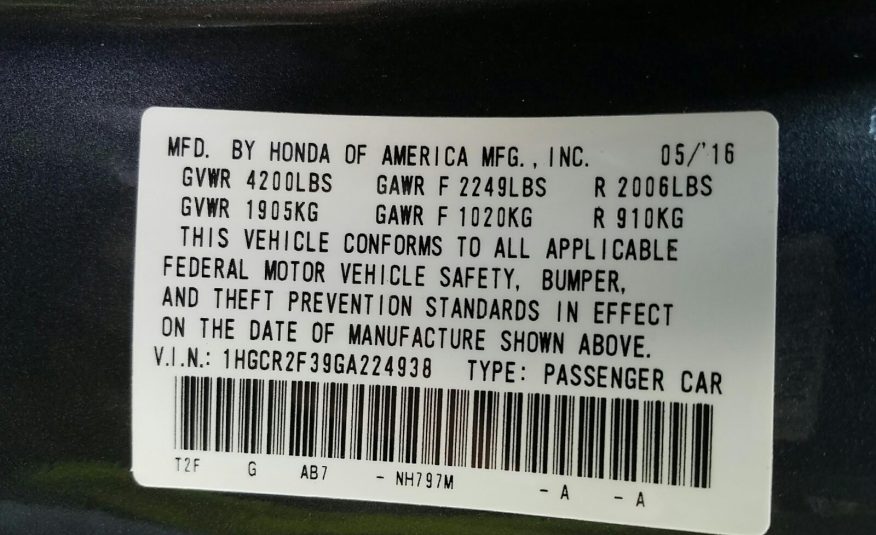 MFD. BY HONDA OF AMERICA MFG., INC. 05/'16
GVWR 4200LBS GAWR F 2249LBS R 2006LBS
GVWR 1905KG GAWR F 1020KG R 910KG
THIS VEHICLE CONFORMS TO ALL APPLICABLE
FEDERAL MOTOR VEHICLE SAFETY, BUMPER,
AND THEFT PREVENTION STANDARDS IN EFFECT
ON THE DATE OF MANUFACTURE SHOWN ABOVE.
V.I.N.: 1HGCR2F39GA224938 TYPE: PASSENGER CAR
T2F G AB7 - NH797M - A - A